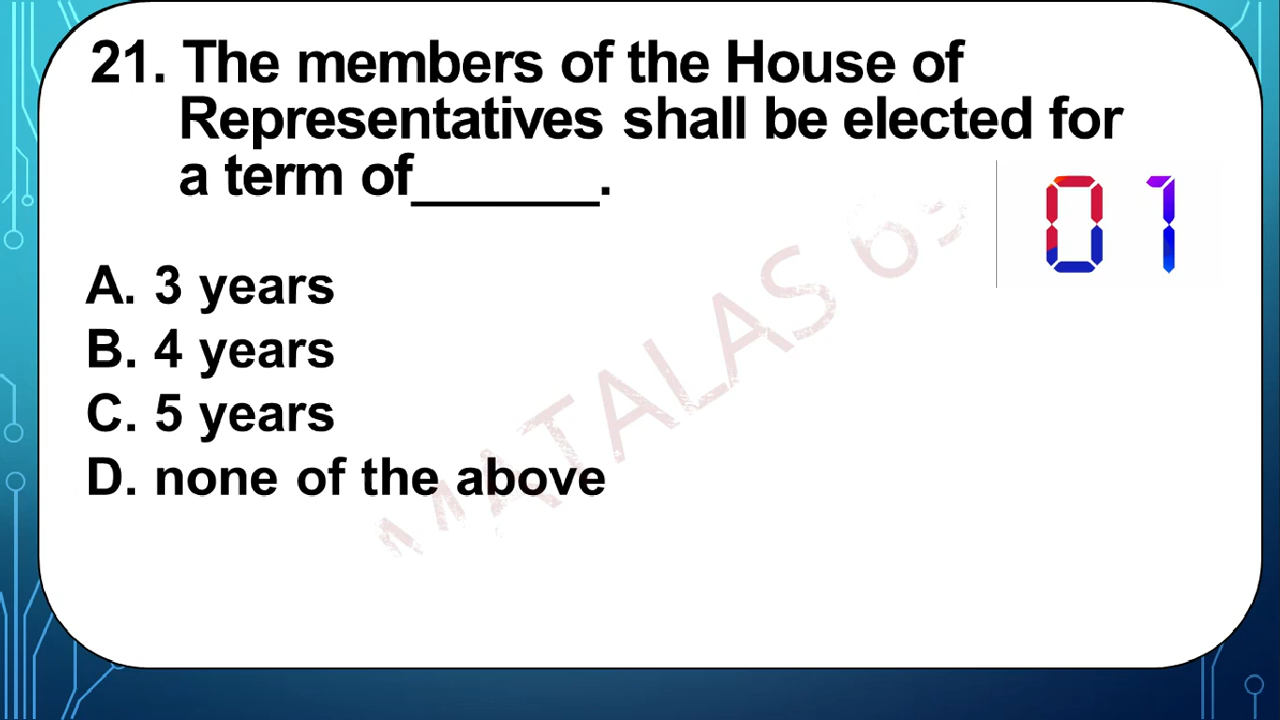 21. The members of the House of
Representatives shall be elected for
a term of______.
01
A. 3 years
B. 4 years
C. 5 years
D. none of the above